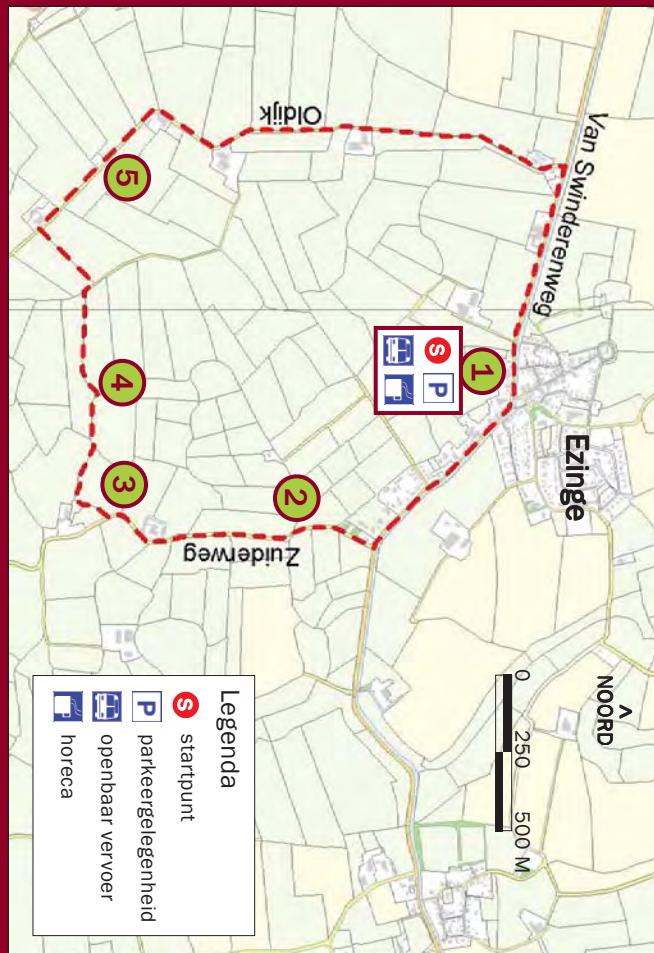 ^
NOORD
0 250 500 M
Van Swinderenweg
Ezinge
Oldijk
Zuiderweg
1
S P
2
3
4
5
Legenda
S startpunt
P parkeergelegenheid
openbaar vervoer
horeca